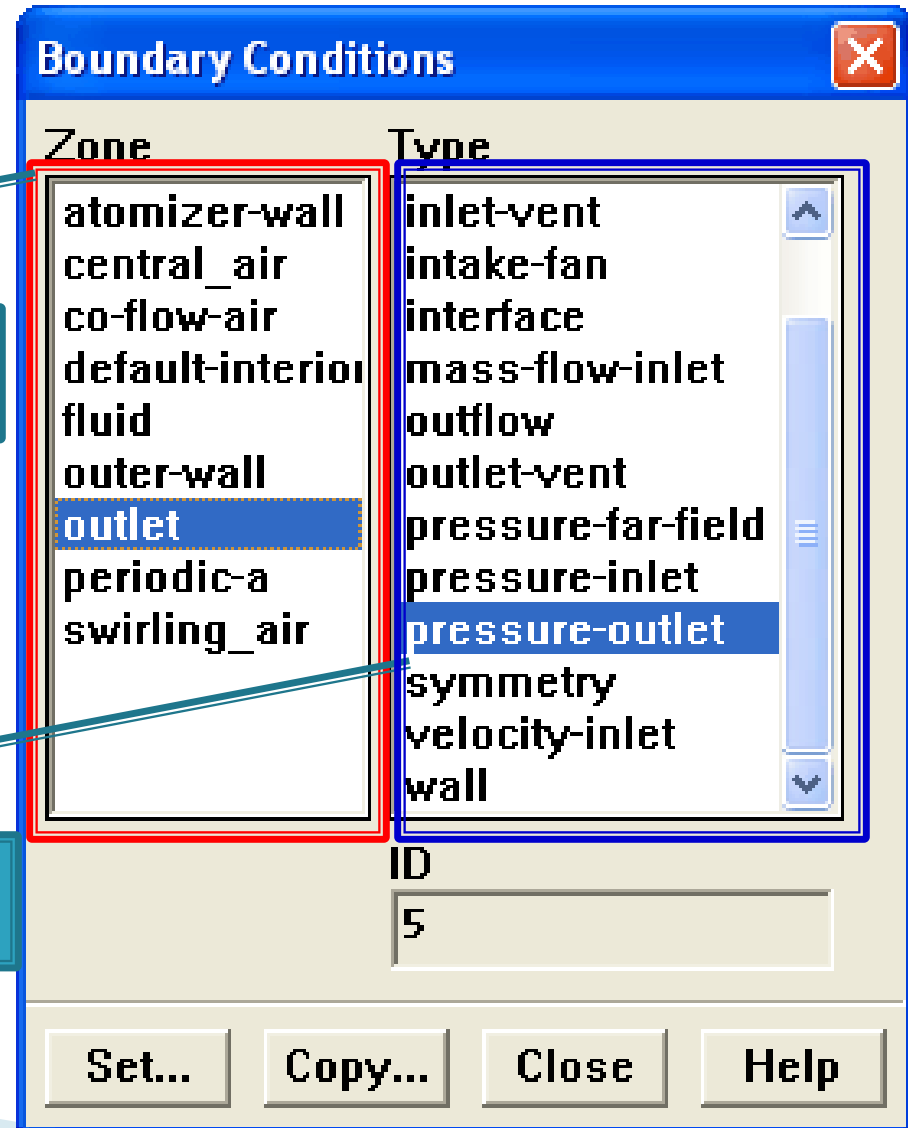 Boundary Conditions
Zone
atomizer-wall
central_air
co-flow-air
default-interior
fluid
outer-wall
outlet
periodic-a
swirling_air
Type
inlet-vent
intake-fan
interface
mass-flow-inlet
outflow
outlet-vent
pressure-far-field
pressure-inlet
pressure-outlet
symmetry
velocity-inlet
wall
ID
5
Set... Copy... Close Help